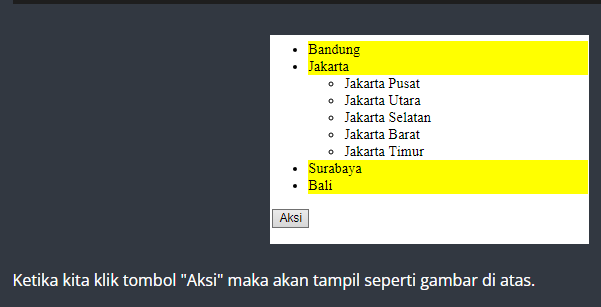 Bandung
Jakarta
Jakarta Pusat
Jakarta Utara
Jakarta Selatan
Jakarta Barat
Jakarta Timur
Surabaya
Bali
Aksi
Ketika kita klik tombol "Aksi" maka akan tampil seperti gambar di atas.